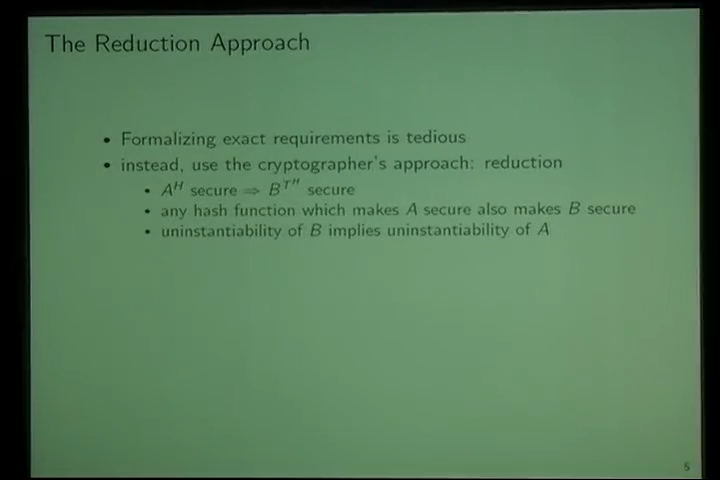 The Reduction Approach
• Formalizing exact requirements is tedious
• instead, use the cryptographer's approach: reduction
• A^H secure ⇒ B^{T^H} secure
• any hash function which makes A secure also makes B secure
• uninstantiability of B implies uninstantiability of A
5